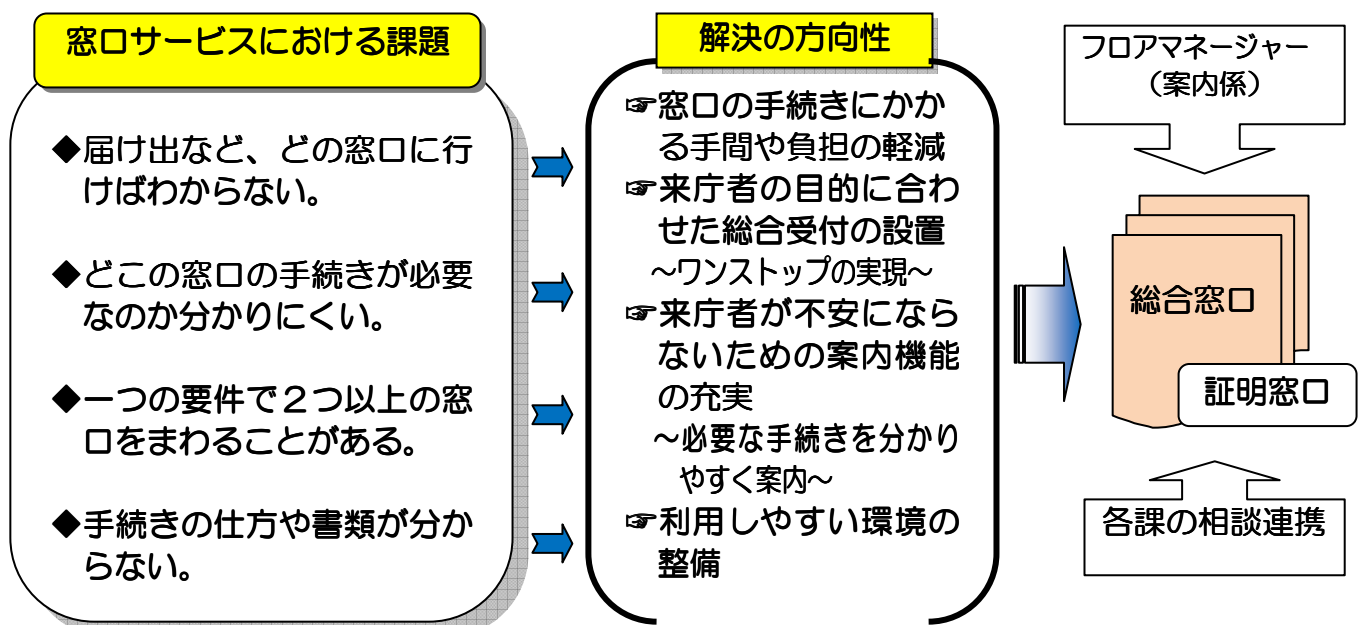 窓口サービスにおける課題
◆届け出など、どの窓口に行
けばわからない。
◆どこの窓口の手続きが必要
なのか分かりにくい。
◆一つの要件で２つ以上の窓
口をまわることがある。
◆手続きの仕方や書類が分か
らない。
解決の方向性
☞窓口の手続きにかか
る手間や負担の軽減
☞来庁者の目的に合わ
せた総合受付の設置
～ワンストップの実現～
☞来庁者が不安になら
ないための案内機能
の充実
～必要な手続きを分かり
やすく案内～
☞利用しやすい環境の
整備
フロアマネージャー
（案内係）
総合窓口
証明窓口
各課の相談連携